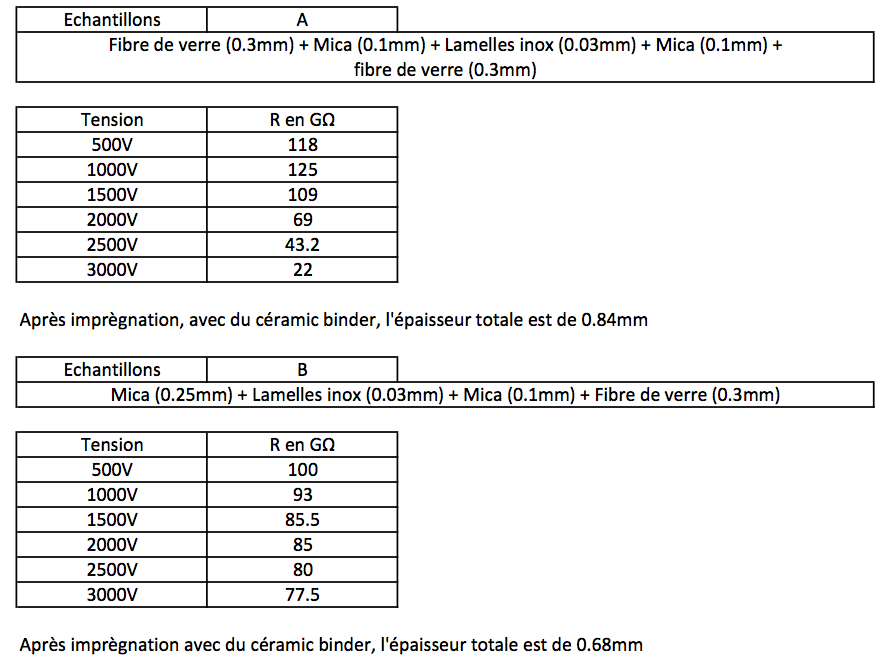 Echantillons A
Fibre de verre (0.3mm) + Mica (0.1mm) + Lamelles inox (0.03mm) + Mica (0.1mm) +
fibre de verre (0.3mm)
Tension R en GΩ
500V 118
1000V 125
1500V 109
2000V 69
2500V 43.2
3000V 22
Après imprègnation, avec du céramic binder, l'épaisseur totale est de 0.84mm
Echantillons B
Mica (0.25mm) + Lamelles inox (0.03mm) + Mica (0.1mm) + Fibre de verre (0.3mm)
Tension R en GΩ
500V 100
1000V 93
1500V 85.5
2000V 85
2500V 80
3000V 77.5
Après imprègnation avec du céramic binder, l'épaisseur totale est de 0.68mm